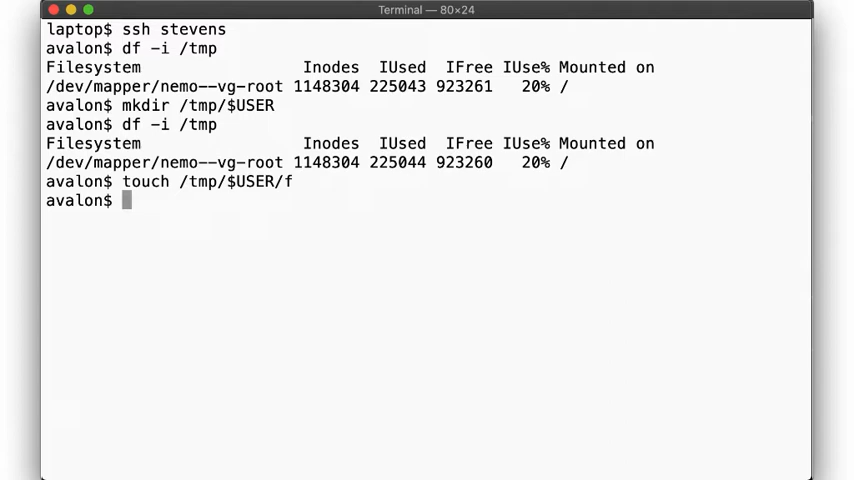 Terminal — 80×24
laptop$ ssh stevens
avalon$ df -i /tmp
Filesystem                 Inodes  IUsed  IFree IUse% Mounted on
/dev/mapper/nemo--vg-root 1148304 225043 923261   20% /
avalon$ mkdir /tmp/$USER
avalon$ df -i /tmp
Filesystem                 Inodes  IUsed  IFree IUse% Mounted on
/dev/mapper/nemo--vg-root 1148304 225044 923260   20% /
avalon$ touch /tmp/$USER/f
avalon$